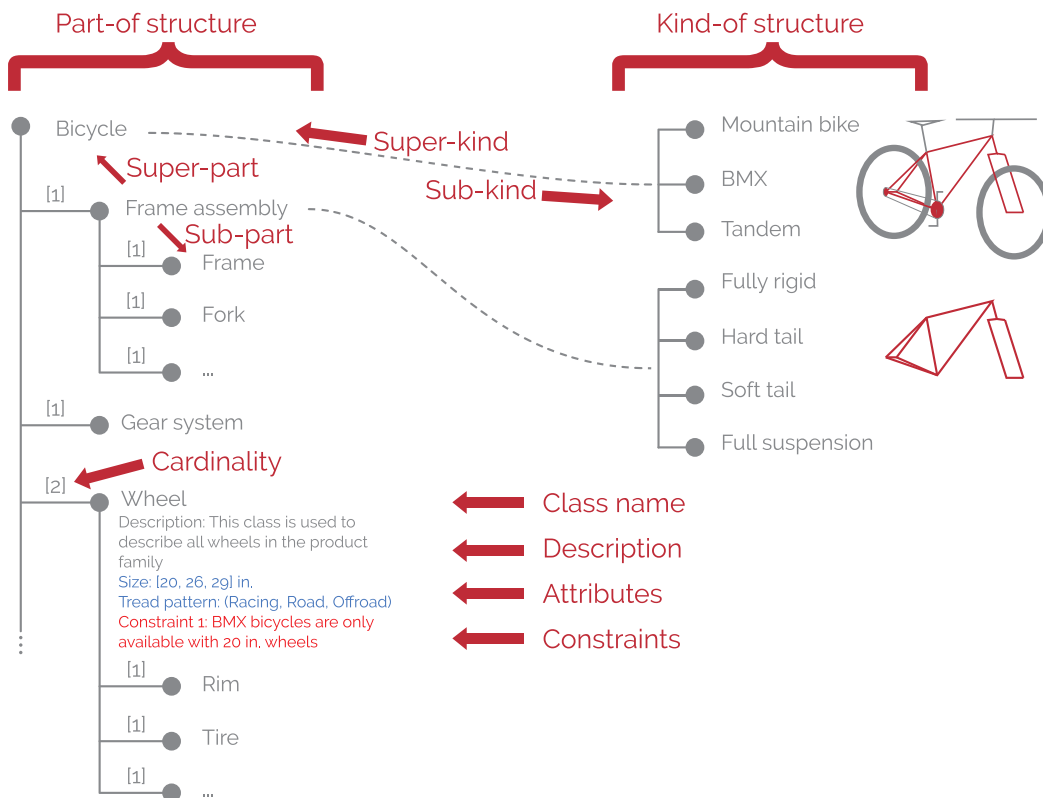 Part-of structure
Kind-of structure
Bicycle
Super-kind
Mountain bike
Super-part
Sub-kind
BMX
[1]
Frame assembly
Tandem
Sub-part
[1]
Frame
Fully rigid
[1]
Fork
Hard tail
[1]
...
Soft tail
[1]
Gear system
Full suspension
Cardinality
[2]
Wheel
Class name
Description: This class is used to
describe all wheels in the product
family
Description
Size: [20, 26, 29] in.
Tread pattern: (Racing, Road, Offroad)
Attributes
Constraint 1: BMX bicycles are only
available with 20 in. wheels
Constraints
[1]
Rim
[1]
Tire
[1]
...